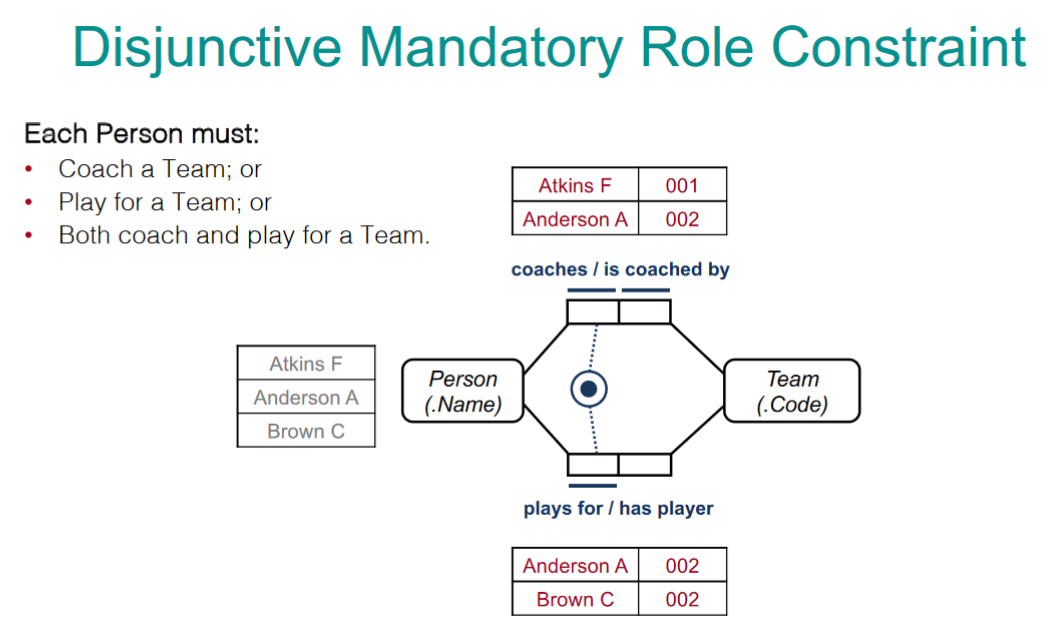 Disjunctive Mandatory Role Constraint
Each Person must:
• Coach a Team; or
• Play for a Team; or
• Both coach and play for a Team.
Atkins F 001
Anderson A 002
coaches / is coached by
Atkins F
Anderson A
Brown C
Person
(.Name)
Team
(.Code)
plays for / has player
Anderson A 002
Brown C 002